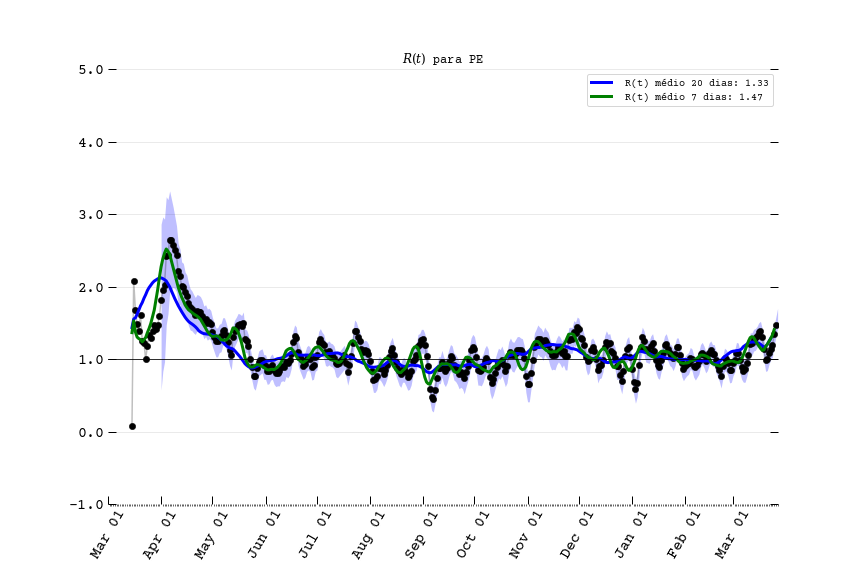 R(t) para PE
5.0
R(t) médio 20 dias: 1.33
R(t) médio 7 dias: 1.47
4.0
3.0
2.0
1.0
0.0
-1.0
Mar 01
Apr 01
May 01
Jun 01
Jul 01
Aug 01
Sep 01
Oct 01
Nov 01
Dec 01
Jan 01
Feb 01
Mar 01